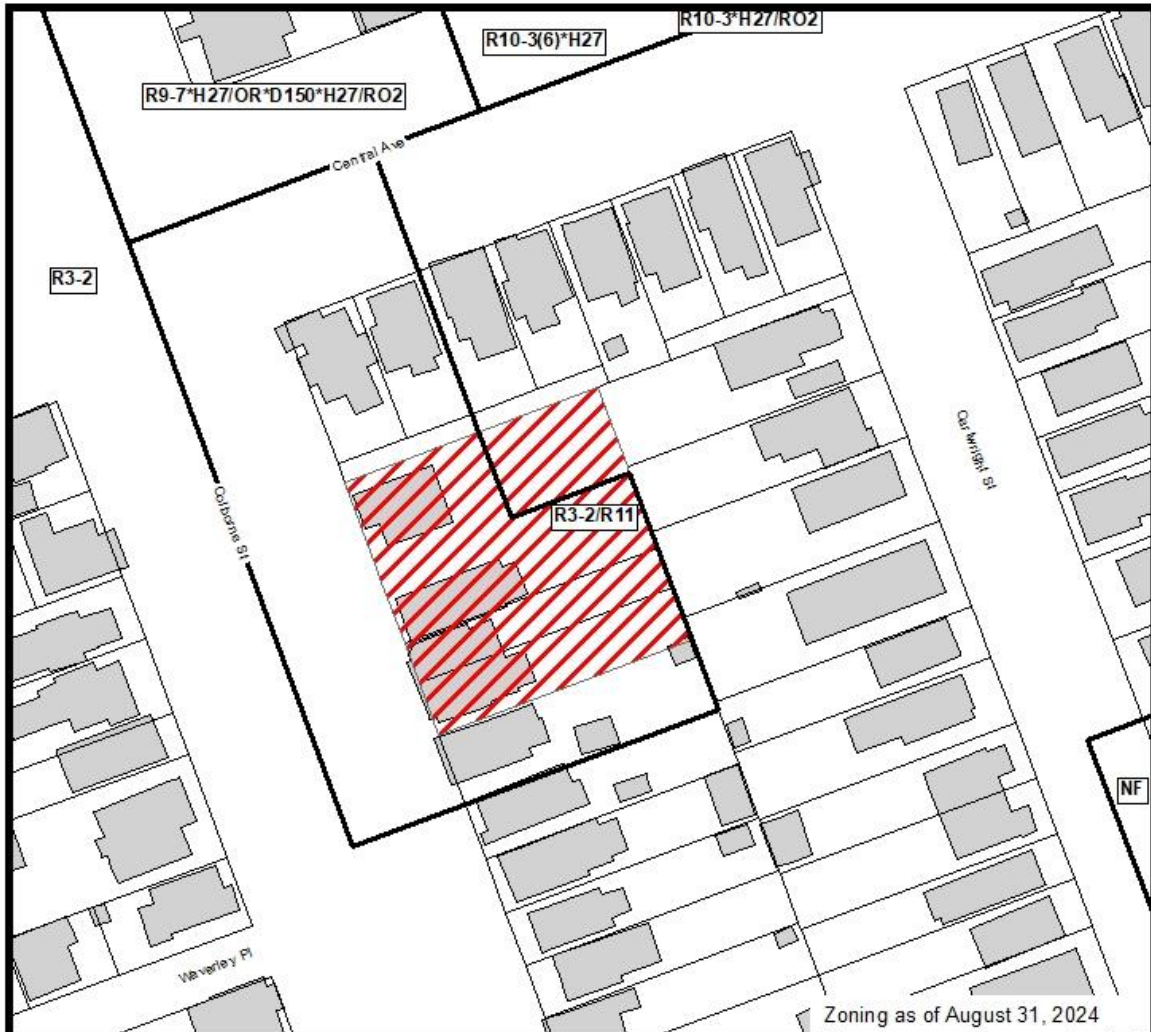 R10-3*H27/RO2
R10-3(6)*H27
R9-7*H27/OR*D150*H27/RO2
Central Ave
R3-2
Cartwright St
Colborne St
R3-2/R11
NF
Waverley Pl
Zoning as of August 31, 2024